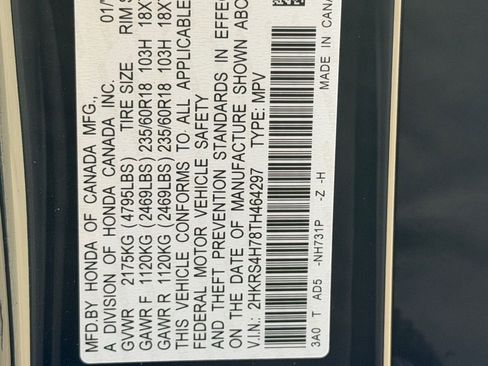 MFD.BY HONDA OF CANADA MFG., 01/
A DIVISION OF HONDA CANADA INC.
GVWR 2175KG (4796LBS) TIRE SIZE RIM S
GAWR F 1120KG (2469LBS) 235/60R18 103H 18X
GAWR R 1120KG (2469LBS) 235/60R18 103H 18X
THIS VEHICLE CONFORMS TO ALL APPLICABLE
FEDERAL MOTOR VEHICLE SAFETY
AND THEFT PREVENTION STANDARDS IN EFFE
ON THE DATE OF MANUFACTURE SHOWN ABO
V.I.N.: 2HKRS4H78TH464297 TYPE: MPV
3A0 T AD5 -NH731P -Z -H MADE IN CANAD